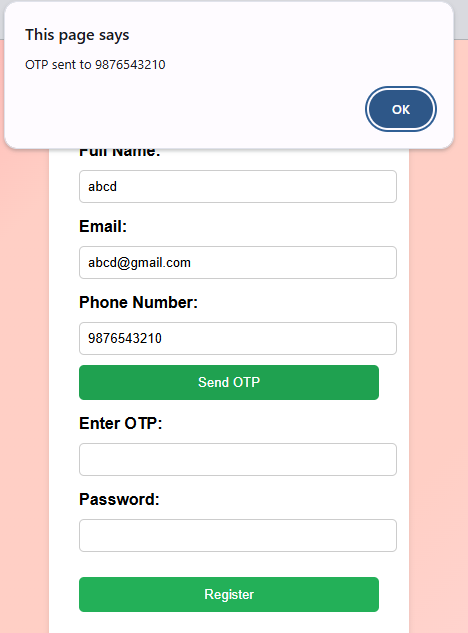 This page says
OTP sent to 9876543210
OK
Full Name:
abcd
Email:
abcd@gmail.com
Phone Number:
9876543210
Send OTP
Enter OTP:
Password:
Register